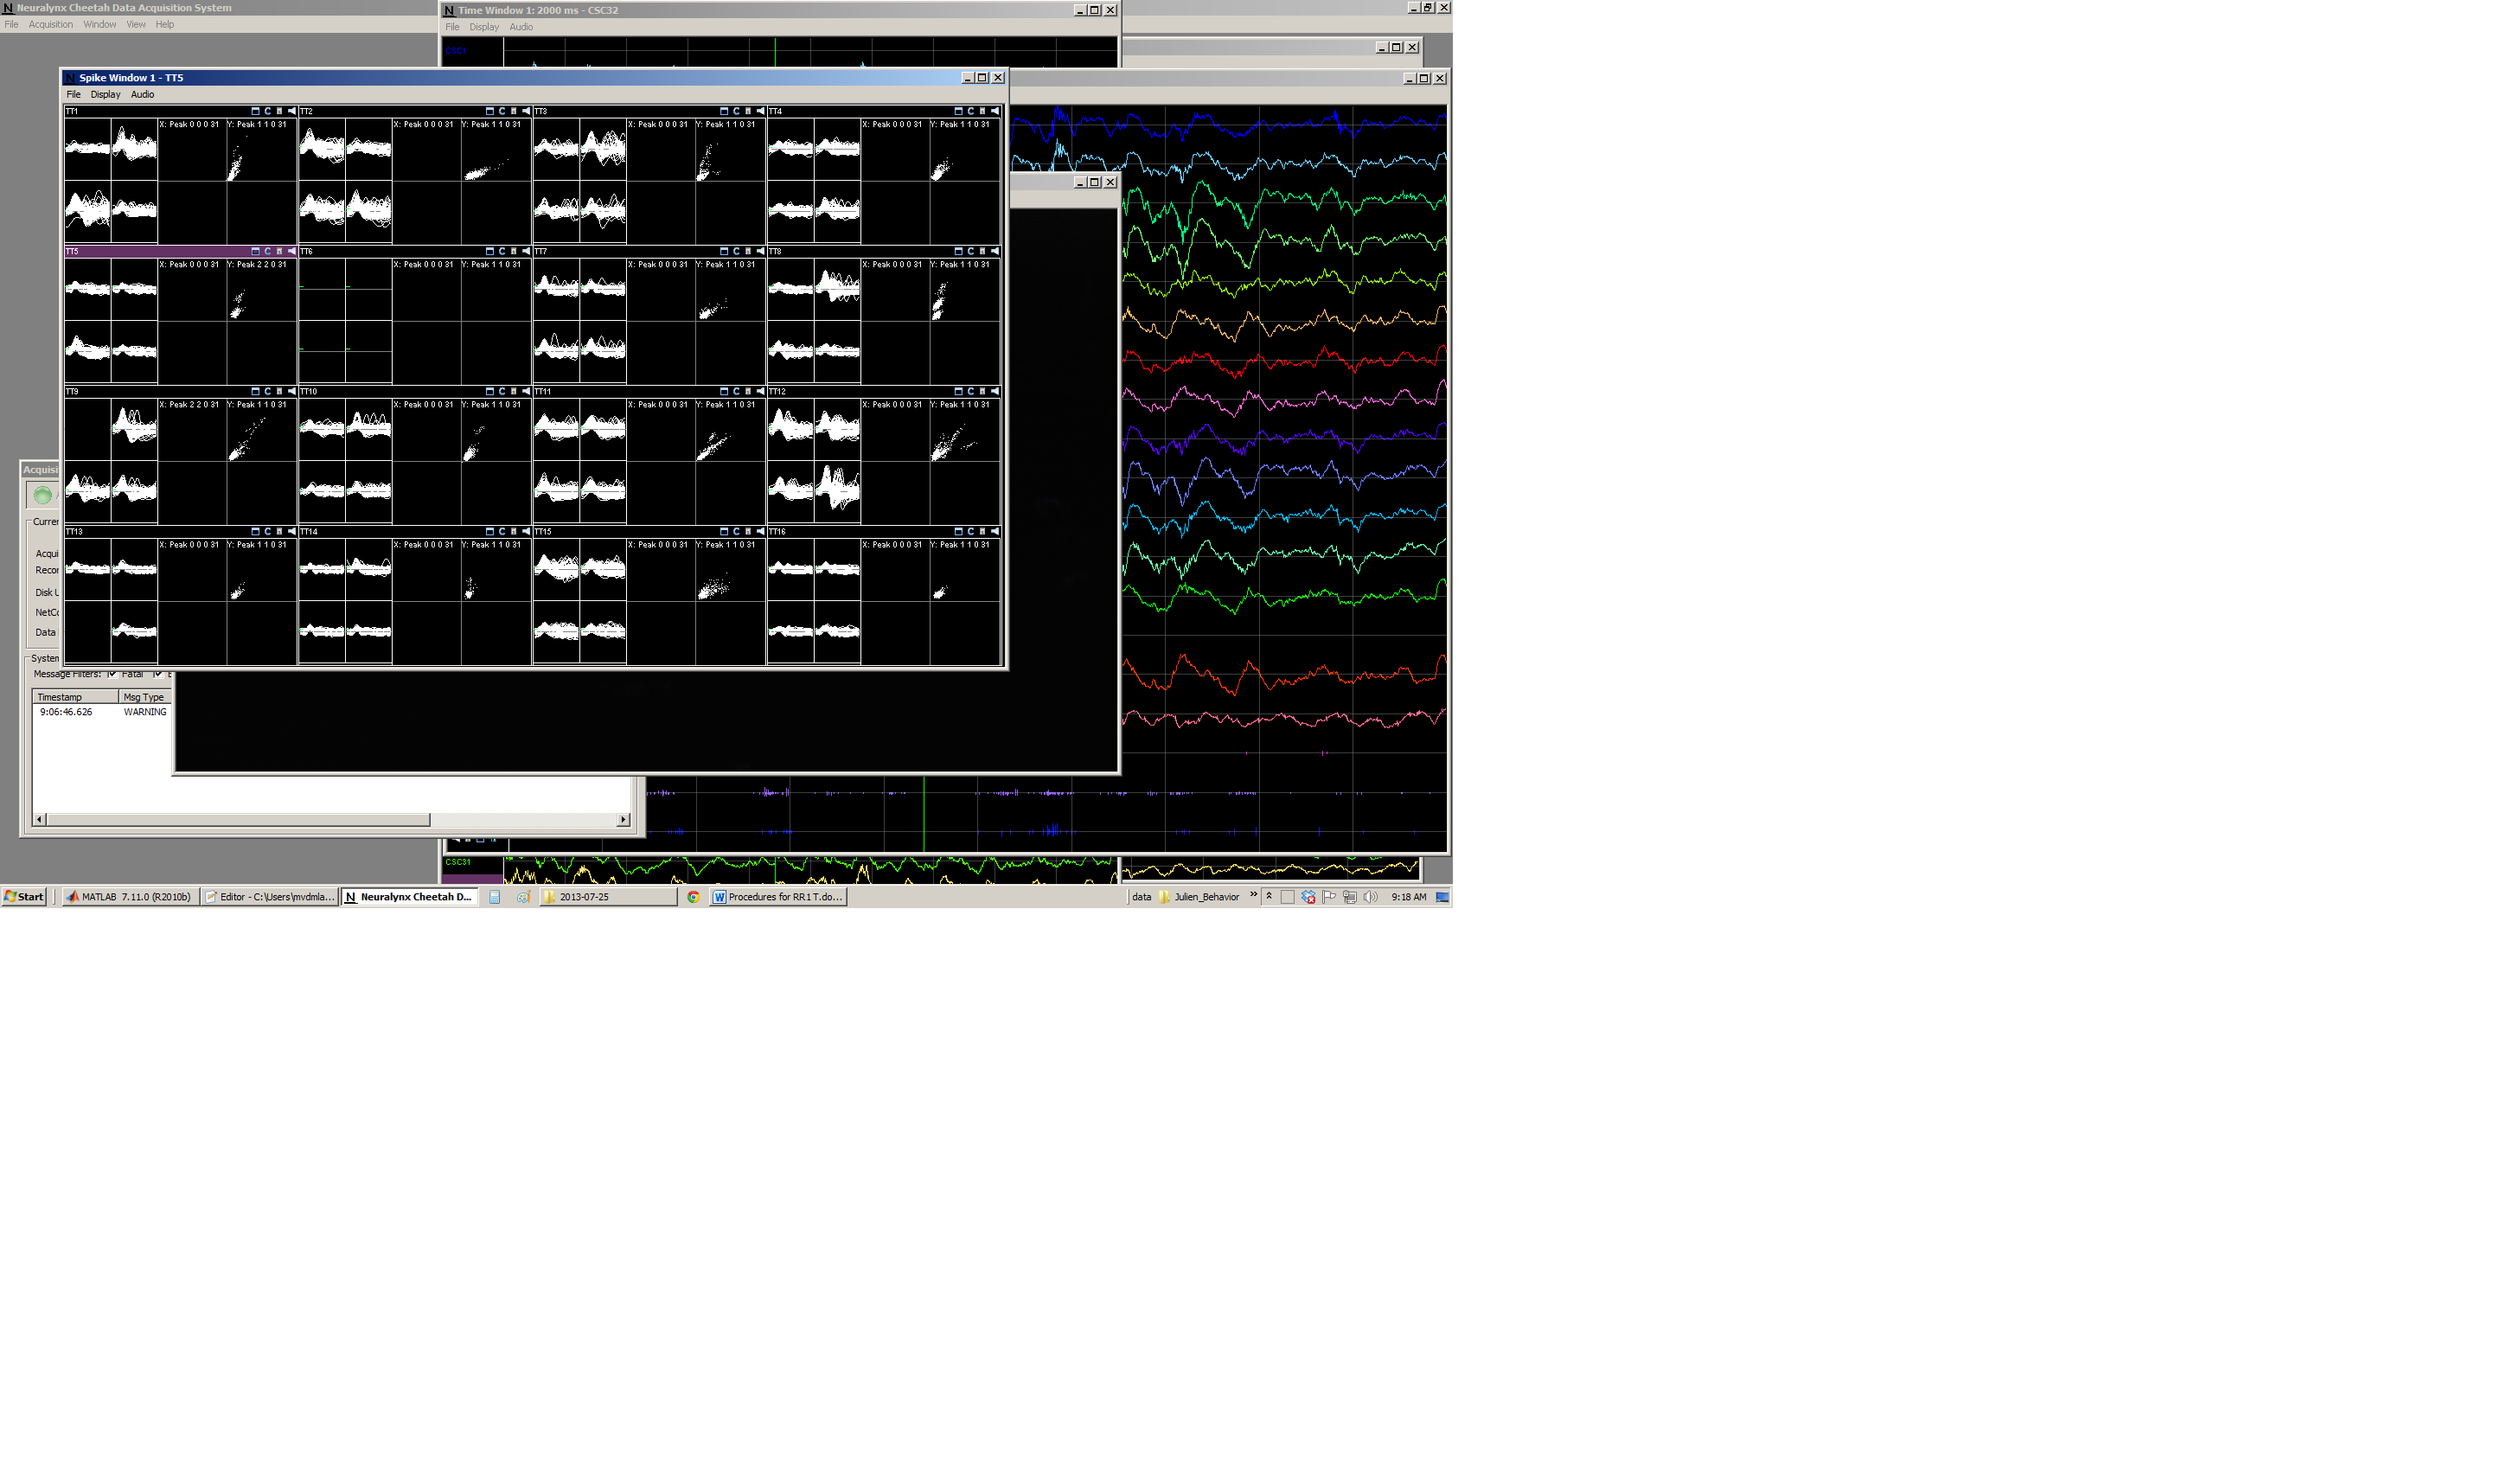 Neuralynx Cheetah Data Acquisition System
File Acquisition Window View Help
Time Window 1: 2000 ms - CSC32
File Display Audio
CSC1
Spike Window 1 - TT5
File Display Audio
TT1 C TT2 C TT3 C TT4 C
X: Peak 0 0 0 31 Y: Peak 1 1 0 31 X: Peak 0 0 0 31 Y: Peak 1 1 0 31 X: Peak 0 0 0 31 Y: Peak 1 1 0 31 X: Peak 0 0 0 31 Y: Peak 1 1 0 31
TT5 C TT6 C TT7 C TT8 C
X: Peak 0 0 0 31 Y: Peak 2 2 0 31 X: Peak 0 0 0 31 Y: Peak 1 1 0 31 X: Peak 0 0 0 31 Y: Peak 1 1 0 31 X: Peak 0 0 0 31 Y: Peak 1 1 0 31
TT9 C TT10 C TT11 C TT12 C
X: Peak 2 2 0 31 Y: Peak 1 1 0 31 X: Peak 0 0 0 31 Y: Peak 1 1 0 31 X: Peak 0 0 0 31 Y: Peak 1 1 0 31 X: Peak 0 0 0 31 Y: Peak 1 1 0 31
TT13 C TT14 C TT15 C TT16 C
X: Peak 0 0 0 31 Y: Peak 1 1 0 31 X: Peak 0 0 0 31 Y: Peak 1 1 0 31 X: Peak 0 0 0 31 Y: Peak 1 1 0 31 X: Peak 0 0 0 31 Y: Peak 1 1 0 31
Acquisi
Currer
Acqui
Recor
Disk U
NetCo
Data
System
Message Filters: Fatal E
Timestamp Msg Type
9:06:46.626 WARNING
CSC31
Start MATLAB 7.11.0 (R2010b) Editor - C:\Users\mvdmla... Neuralynx Cheetah D... 2013-07-25 Procedures for RR1 T.do... data Julien_Behavior » 9:18 AM